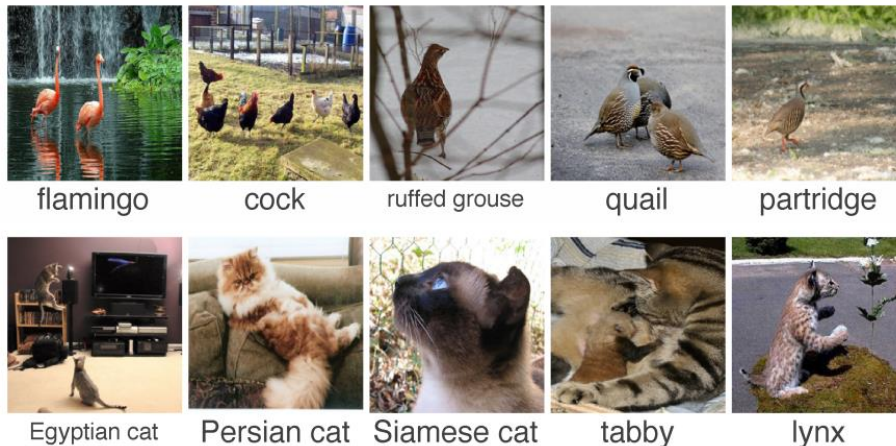 flamingo
cock
ruffed grouse
quail
partridge
Egyptian cat
Persian cat
Siamese cat
tabby
lynx